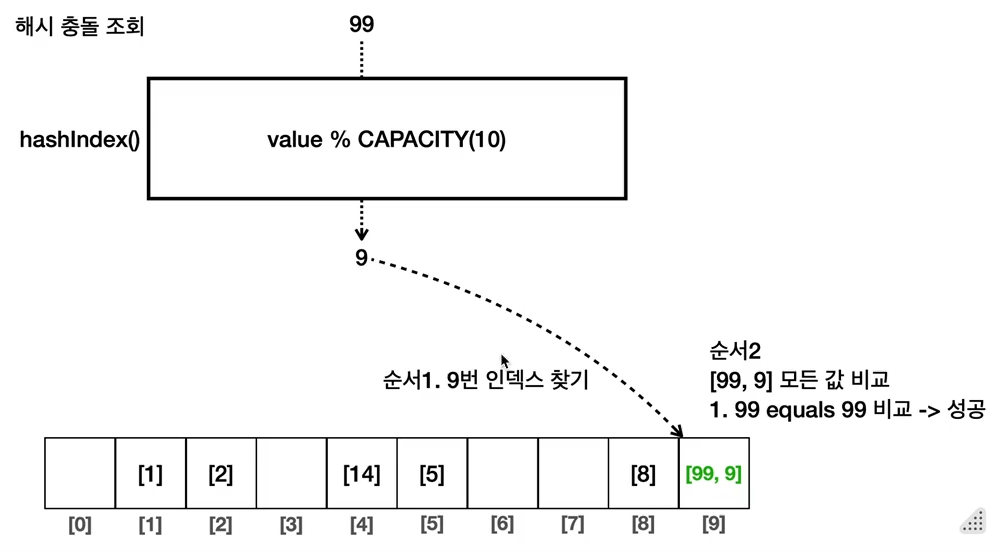 해시 충돌 조회
99
hashIndex()
value % CAPACITY(10)
9
순서1. 9번 인덱스 찾기
순서2
[99, 9] 모든 값 비교
1. 99 equals 99 비교 -> 성공
[1] [2] [14] [5] [8] [99, 9]
[0] [1] [2] [3] [4] [5] [6] [7] [8] [9]